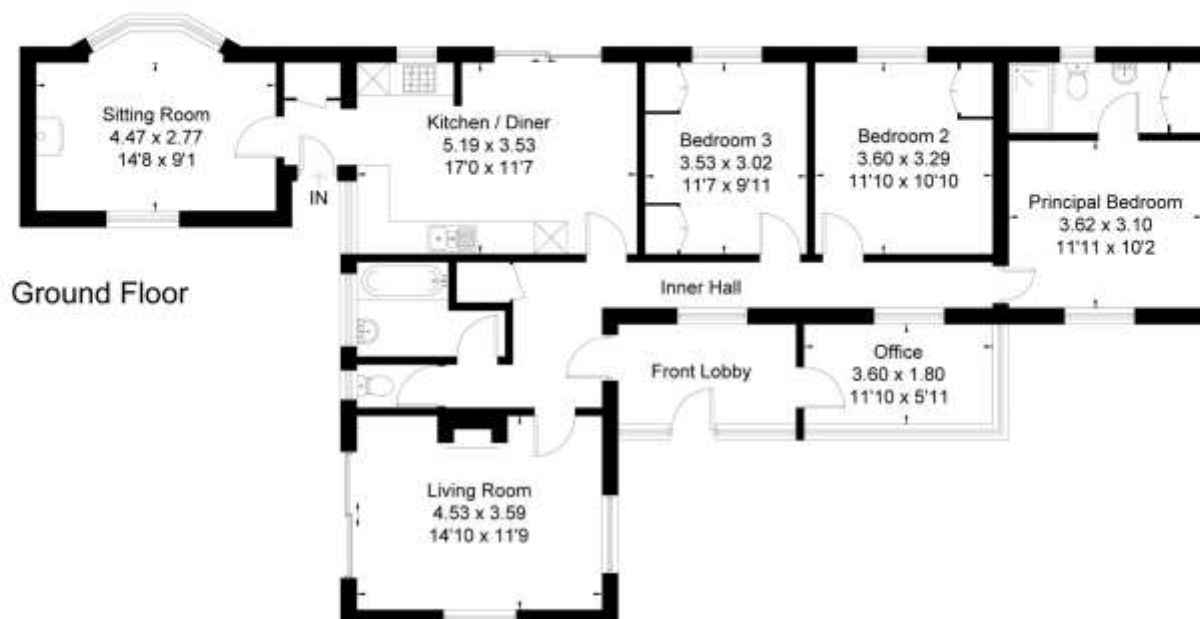 Sitting Room
4.47 x 2.77
14'8 x 9'1
IN
Kitchen / Diner
5.19 x 3.53
17'0 x 11'7
Bedroom 3
3.53 x 3.02
11'7 x 9'11
Bedroom 2
3.60 x 3.29
11'10 x 10'10
Principal Bedroom
3.62 x 3.10
11'11 x 10'2
Ground Floor
Inner Hall
Front Lobby
Office
3.60 x 1.80
11'10 x 5'11
Living Room
4.53 x 3.59
14'10 x 11'9